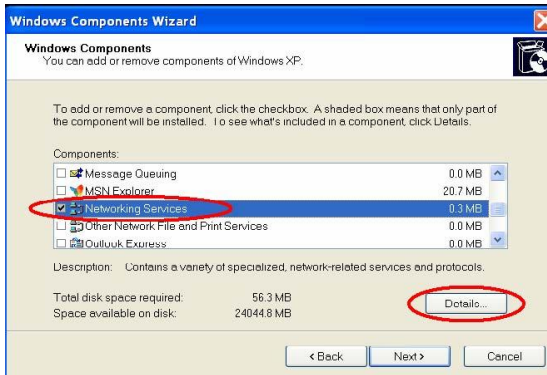 Windows Components Wizard
Windows Components
You can add or remove components of Windows XP.
To add or remove a component, click the checkbox. A shaded box means that only part of
the component will be installed. To see what's included in a component, click Details.
Components:
Message Queuing 0.0 MB
MSN Explorer 20.7 MB
Networking Services 0.3 MB
Other Network File and Print Services 0.0 MB
Outlook Express 0.0 MB
Description: Contains a variety of specialized, network-related services and protocols.
Total disk space required: 56.3 MB
Space available on disk: 24044.8 MB
Details...
< Back Next > Cancel